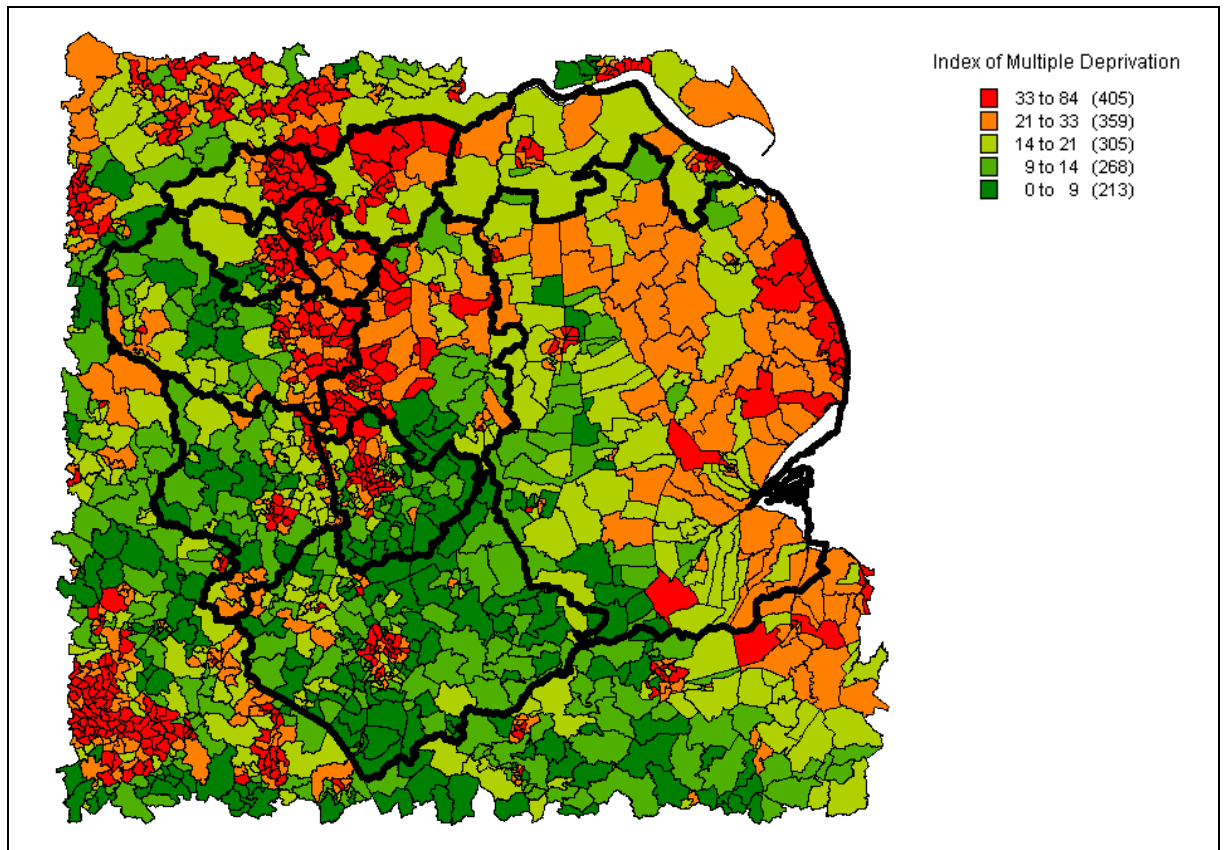 Index of Multiple Deprivation
33 to 84 (405)
21 to 33 (359)
14 to 21 (305)
9 to 14 (268)
0 to 9 (213)